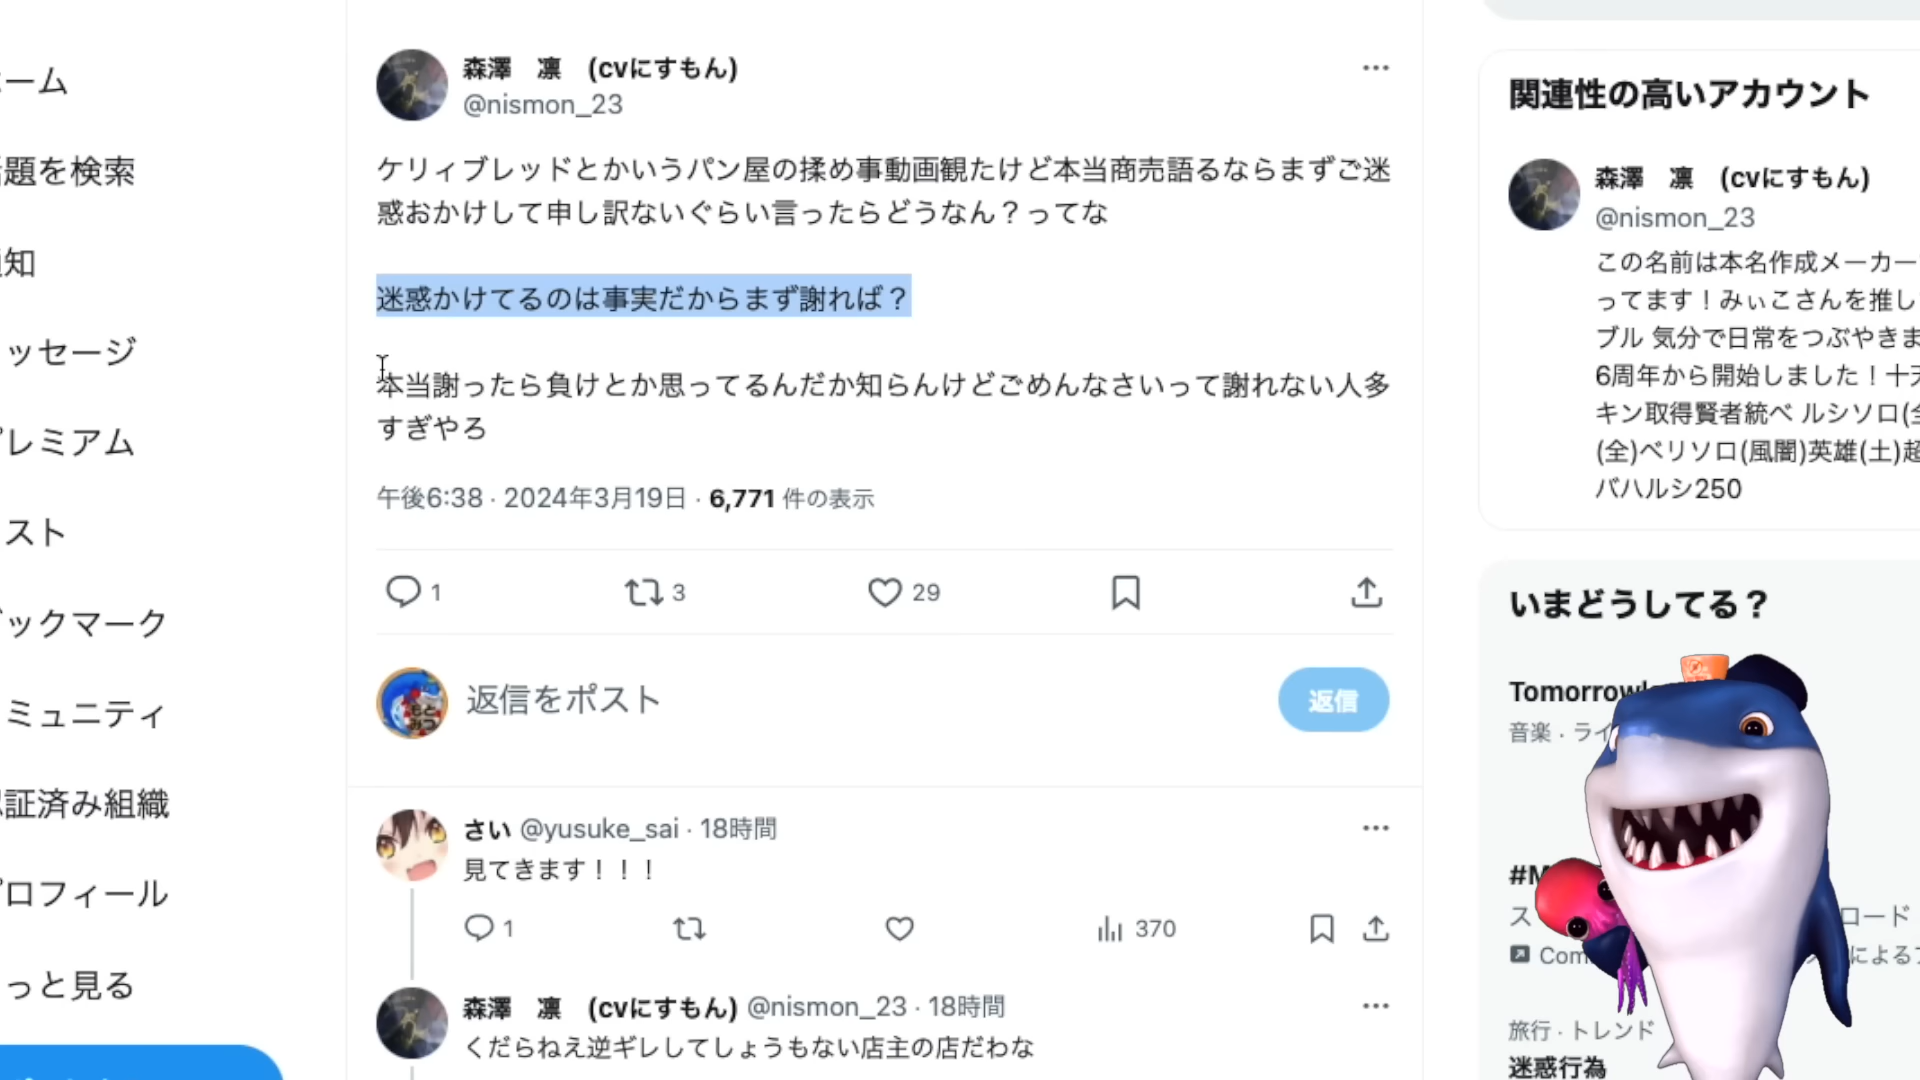 ーム
題を検索
知
ッセージ
レミアム
スト
ックマーク
ミュニティ
証済み組織
ロフィール
っと見る
森澤　凛　(cvにすもん)
@nismon_23
ケリィブレッドとかいうパン屋の揉め事動画観たけど本当商売語るならまずご迷
惑おかけして申し訳ないぐらい言ったらどうなん？ってな
迷惑かけてるのは事実だからまず謝れば？
本当謝ったら負けとか思ってるんだか知らんけどごめんなさいって謝れない人多
すぎやろ
午後6:38 · 2024年3月19日 · 6,771 件の表示
1 3 29
返信をポスト
返信
さい @yusuke_sai · 18時間
見てきます！！！
1 370
森澤　凛　(cvにすもん) @nismon_23 · 18時間
くだらねえ逆ギレしてしょうもない店主の店だわな
関連性の高いアカウント
森澤　凛　(cvにすもん)
@nismon_23
この名前は本名作成メーカー
ってます！みぃこさんを推し
ブル 気分で日常をつぶやきま
6周年から開始しました！十天
キン取得賢者統べ ルシソロ(全
(全)ベリソロ(風闇)英雄(土)超
バハルシ250
いまどうしてる？
Tomorrow
音楽 · ライ
#M
ス ロード
Com によるプ
旅行 · トレンド
迷惑行為